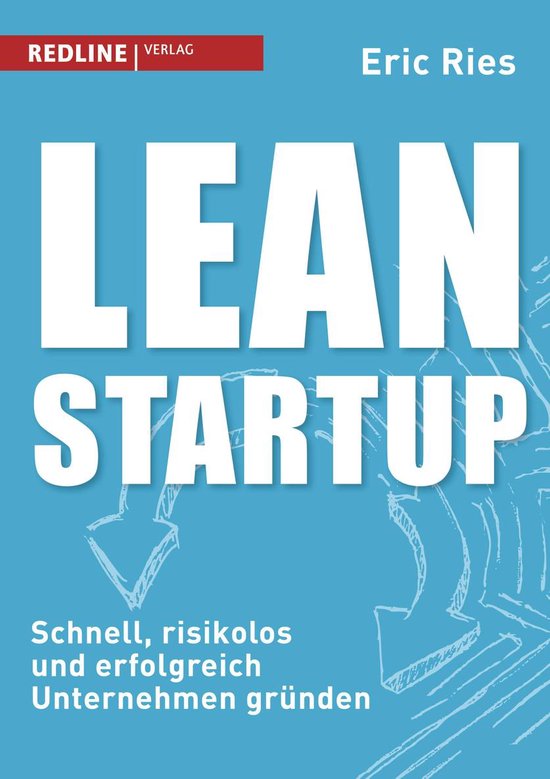 REDLINE | VERLAG
Eric Ries
LEAN
STARTUP
Schnell, risikolos
und erfolgreich
Unternehmen gründen